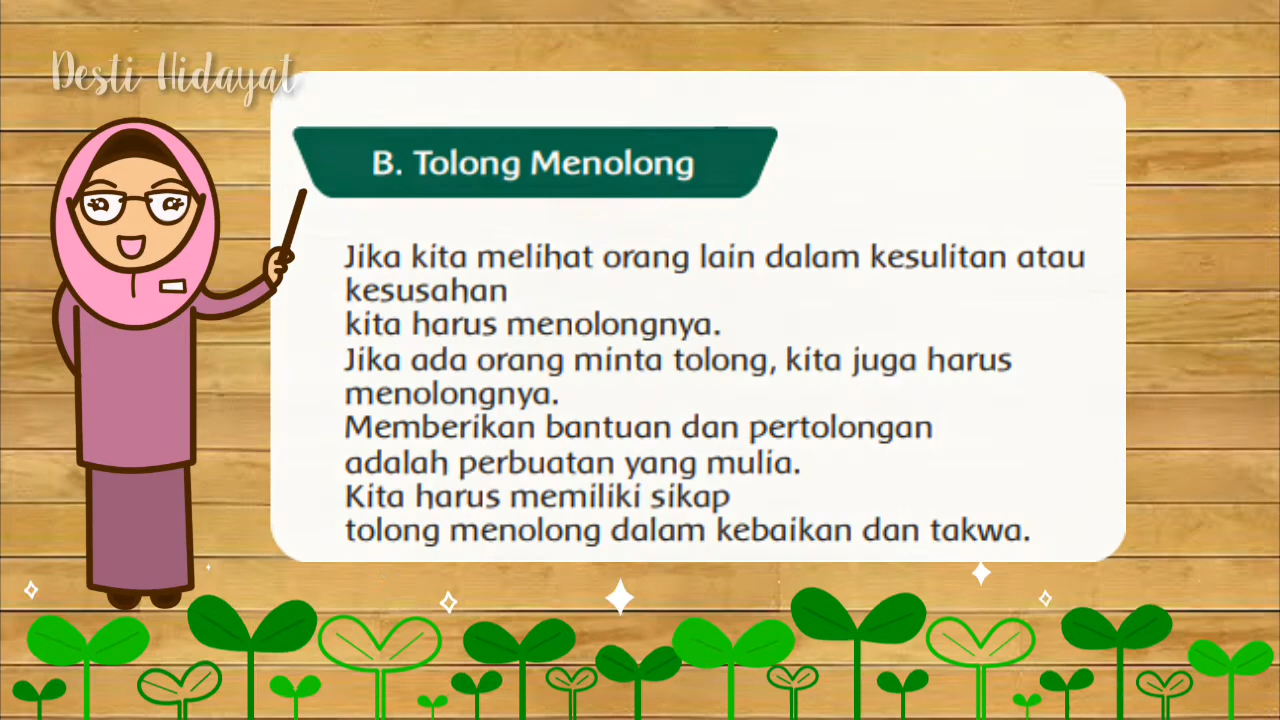 Desti Hidayat
B. Tolong Menolong
Jika kita melihat orang lain dalam kesulitan atau
kesusahan
kita harus menolongnya.
Jika ada orang minta tolong, kita juga harus
menolongnya.
Memberikan bantuan dan pertolongan
adalah perbuatan yang mulia.
Kita harus memiliki sikap
tolong menolong dalam kebaikan dan takwa.